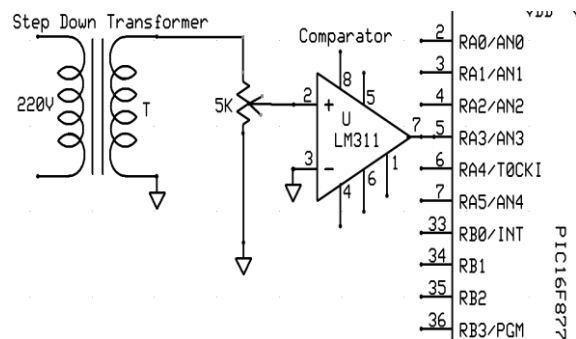 Step Down Transformer
220V
T
5K
Comparator
8
5
2
+
U
LM311
7
3
-
1
6
4
2 RA0/AN0
3 RA1/AN1
4 RA2/AN2
5 RA3/AN3
6 RA4/T0CKI
7 RA5/AN4
33 RB0/INT
34 RB1
35 RB2
36 RB3/PGM
PIC16F877